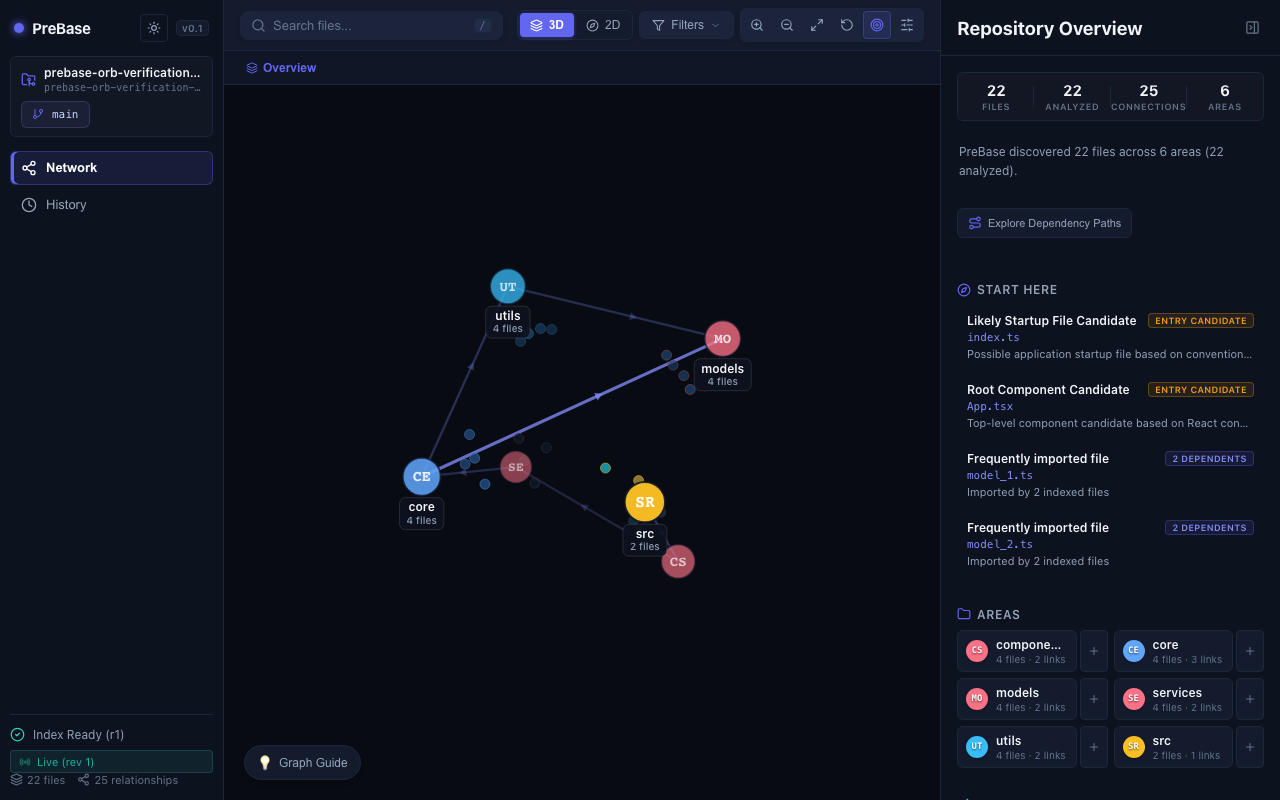 PreBase
v0.1
prebase-orb-verification...
prebase-orb-verification-...
main
Network
History
Index Ready (r1)
Live (rev 1)
22 files
25 relationships
Search files...
/
3D
2D
Filters
Overview
UT
utils
4 files
MO
models
4 files
CE
core
4 files
SE
SR
src
2 files
CS
Graph Guide
Repository Overview
22
FILES
22
ANALYZED
25
CONNECTIONS
6
AREAS
PreBase discovered 22 files across 6 areas (22
analyzed).
Explore Dependency Paths
START HERE
Likely Startup File Candidate
ENTRY CANDIDATE
index.ts
Possible application startup file based on convention...
Root Component Candidate
ENTRY CANDIDATE
App.tsx
Top-level component candidate based on React con...
Frequently imported file
2 DEPENDENTS
model_1.ts
Imported by 2 indexed files
Frequently imported file
2 DEPENDENTS
model_2.ts
Imported by 2 indexed files
AREAS
CS
compone...
4 files · 2 links
+
CE
core
4 files · 3 links
+
MO
models
4 files · 2 links
+
SE
services
4 files · 2 links
+
UT
utils
4 files · 2 links
+
SR
src
2 files · 1 links
+